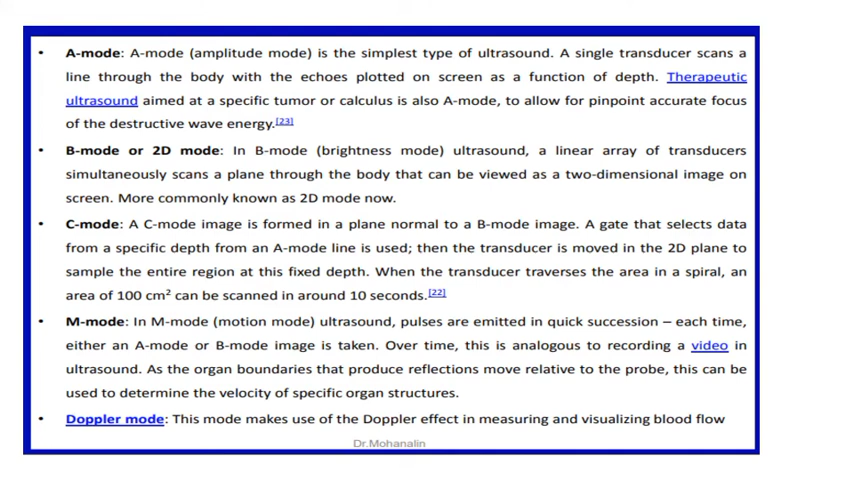 • A-mode: A-mode (amplitude mode) is the simplest type of ultrasound. A single transducer scans a
line through the body with the echoes plotted on screen as a function of depth. Therapeutic
ultrasound aimed at a specific tumor or calculus is also A-mode, to allow for pinpoint accurate focus
of the destructive wave energy.[23]
• B-mode or 2D mode: In B-mode (brightness mode) ultrasound, a linear array of transducers
simultaneously scans a plane through the body that can be viewed as a two-dimensional image on
screen. More commonly known as 2D mode now.
• C-mode: A C-mode image is formed in a plane normal to a B-mode image. A gate that selects data
from a specific depth from an A-mode line is used; then the transducer is moved in the 2D plane to
sample the entire region at this fixed depth. When the transducer traverses the area in a spiral, an
area of 100 cm² can be scanned in around 10 seconds.[22]
• M-mode: In M-mode (motion mode) ultrasound, pulses are emitted in quick succession – each time,
either an A-mode or B-mode image is taken. Over time, this is analogous to recording a video in
ultrasound. As the organ boundaries that produce reflections move relative to the probe, this can be
used to determine the velocity of specific organ structures.
• Doppler mode: This mode makes use of the Doppler effect in measuring and visualizing blood flow
Dr.Mohanalin